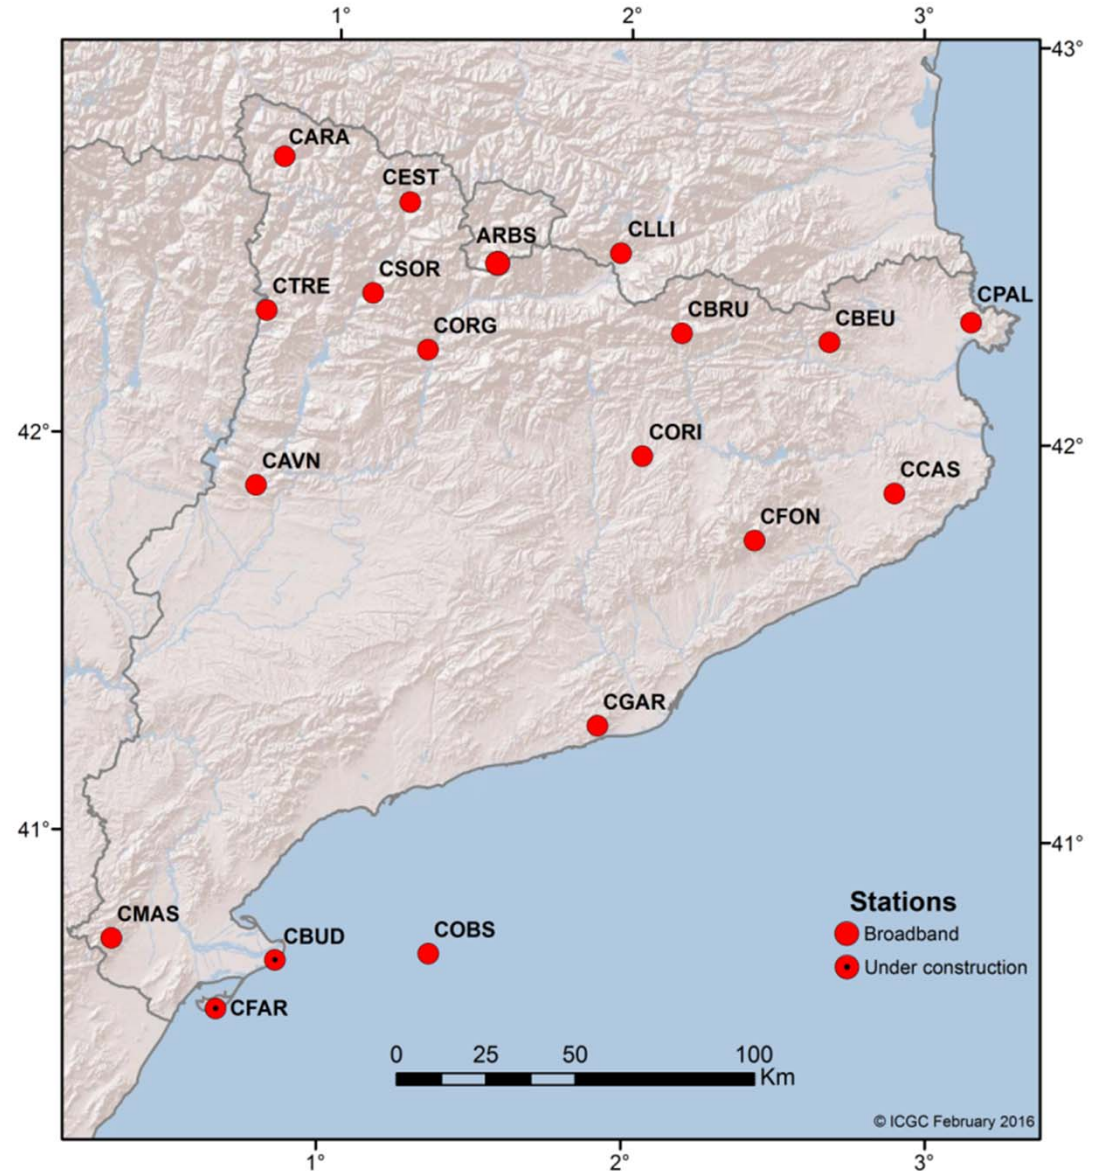 1° 2° 3°
43°
CARA
CEST
ARBS
CLLI
CSOR
CTRE
CPAL
CBRU
CBEU
CORG
42° 42°
CORI
CAVN
CCAS
CFON
CGAR
41° 41°
Stations
CMAS
COBS
CBUD
Broadband
Under construction
CFAR
0 25 50 100
Km
© ICGC February 2016
1° 2° 3°